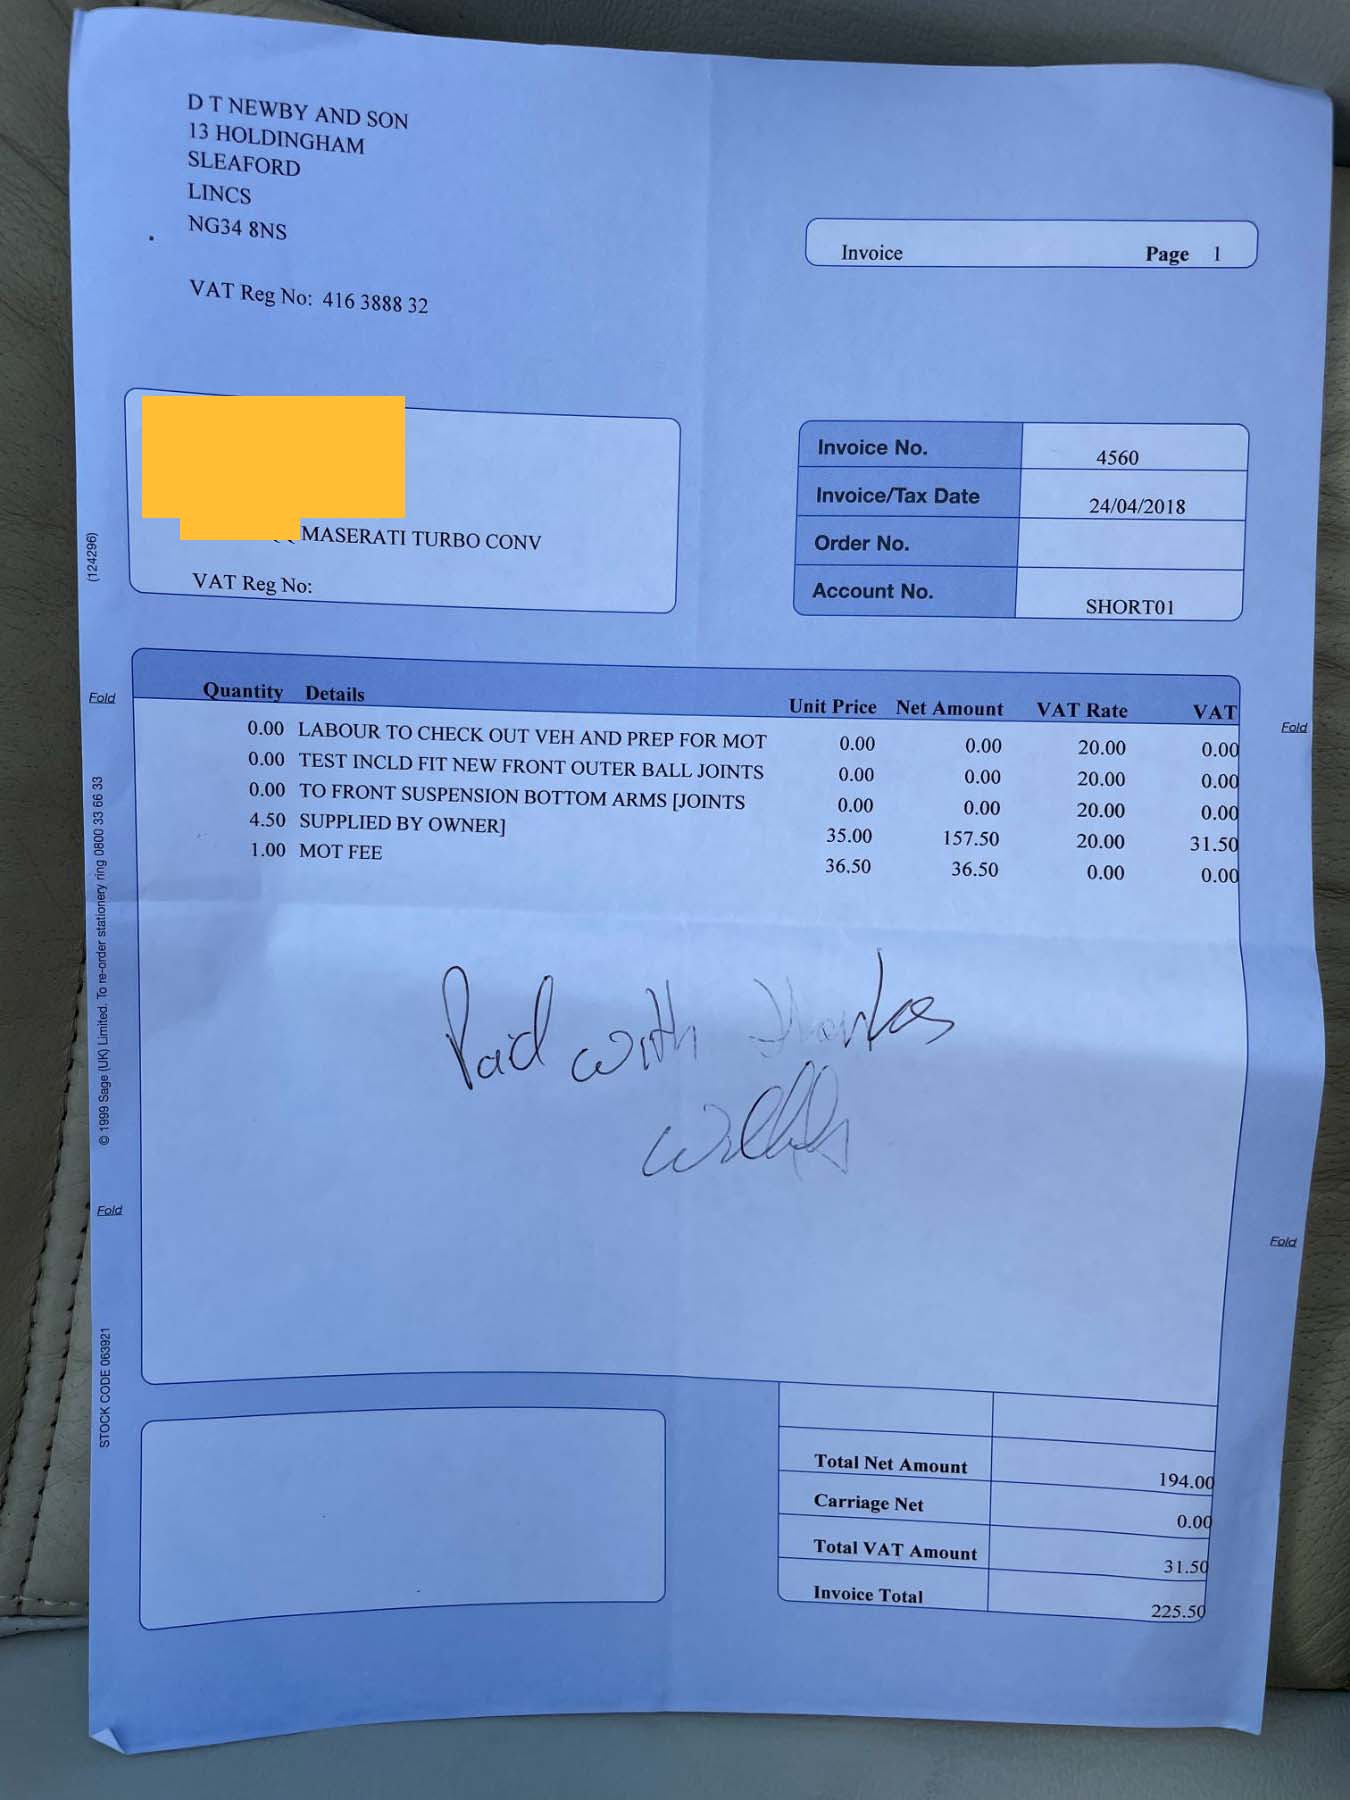 D T NEWBY AND SON
13 HOLDINGHAM
SLEAFORD
LINCS
NG34 8NS
VAT Reg No: 416 3888 32
Invoice Page 1
MASERATI TURBO CONV
VAT Reg No:
Invoice No. 4560
Invoice/Tax Date 24/04/2018
Order No.
Account No. SHORT01
(124296)
Quantity Details Unit Price Net Amount VAT Rate VAT
0.00 LABOUR TO CHECK OUT VEH AND PREP FOR MOT 0.00 0.00 20.00 0.00
0.00 TEST INCLD FIT NEW FRONT OUTER BALL JOINTS 0.00 0.00 20.00 0.00
0.00 TO FRONT SUSPENSION BOTTOM ARMS [JOINTS 0.00 0.00 20.00 0.00
4.50 SUPPLIED BY OWNER] 35.00 157.50 20.00 31.50
1.00 MOT FEE 36.50 36.50 0.00 0.00
Fold
Fold
© 1999 Sage (UK) Limited. To re-order stationery ring 0800 33 66 33
Paid with thanks
Fold
Fold
STOCK CODE 063921
Total Net Amount 194.00
Carriage Net 0.00
Total VAT Amount 31.50
Invoice Total 225.50